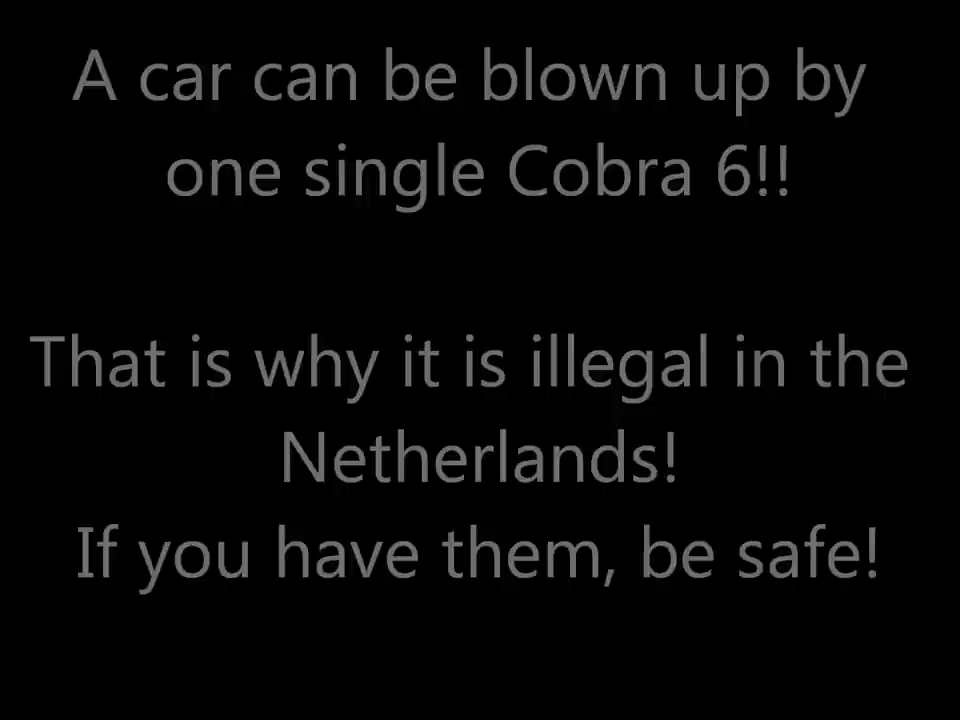 A car can be blown up by
one single Cobra 6!!
That is why it is illegal in the
Netherlands!
If you have them, be safe!